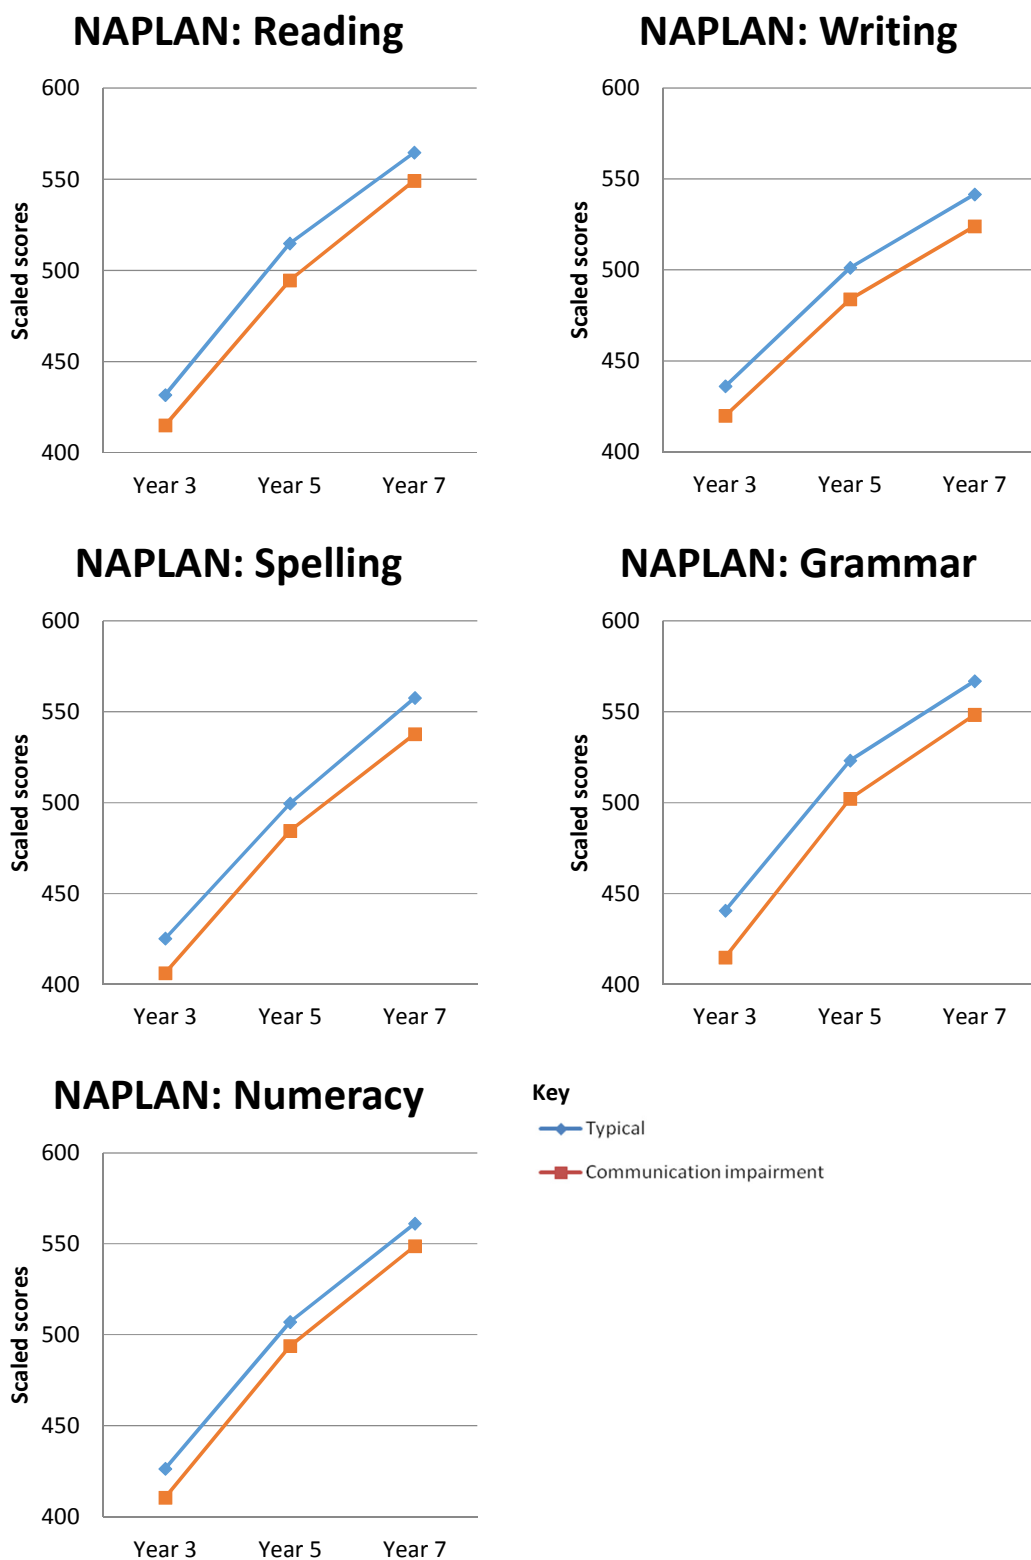 NAPLAN: Reading
600
550
500
450
400
Scaled scores
Year 3 Year 5 Year 7
NAPLAN: Writing
600
550
500
450
400
Scaled scores
Year 3 Year 5 Year 7
NAPLAN: Spelling
600
550
500
450
400
Scaled scores
Year 3 Year 5 Year 7
NAPLAN: Grammar
600
550
500
450
400
Scaled scores
Year 3 Year 5 Year 7
NAPLAN: Numeracy
600
550
500
450
400
Scaled scores
Year 3 Year 5 Year 7
Key
Typical
Communication impairment